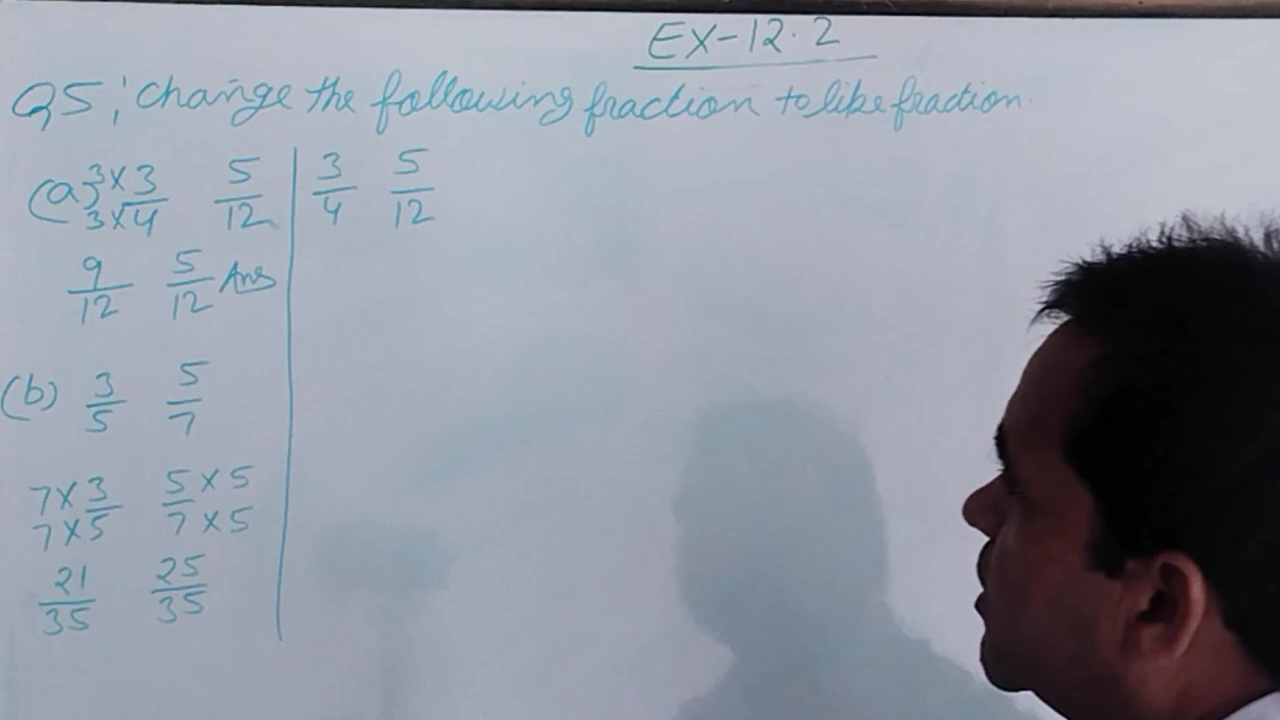 EX-12.2
Q5; change the following fraction to like fraction.
(a) 3×3/3×4 5/12
9/12 5/12 Ans
(b) 3/5 5/7
7×3/7×5 5×5/7×5
21/35 25/35
3/4 5/12